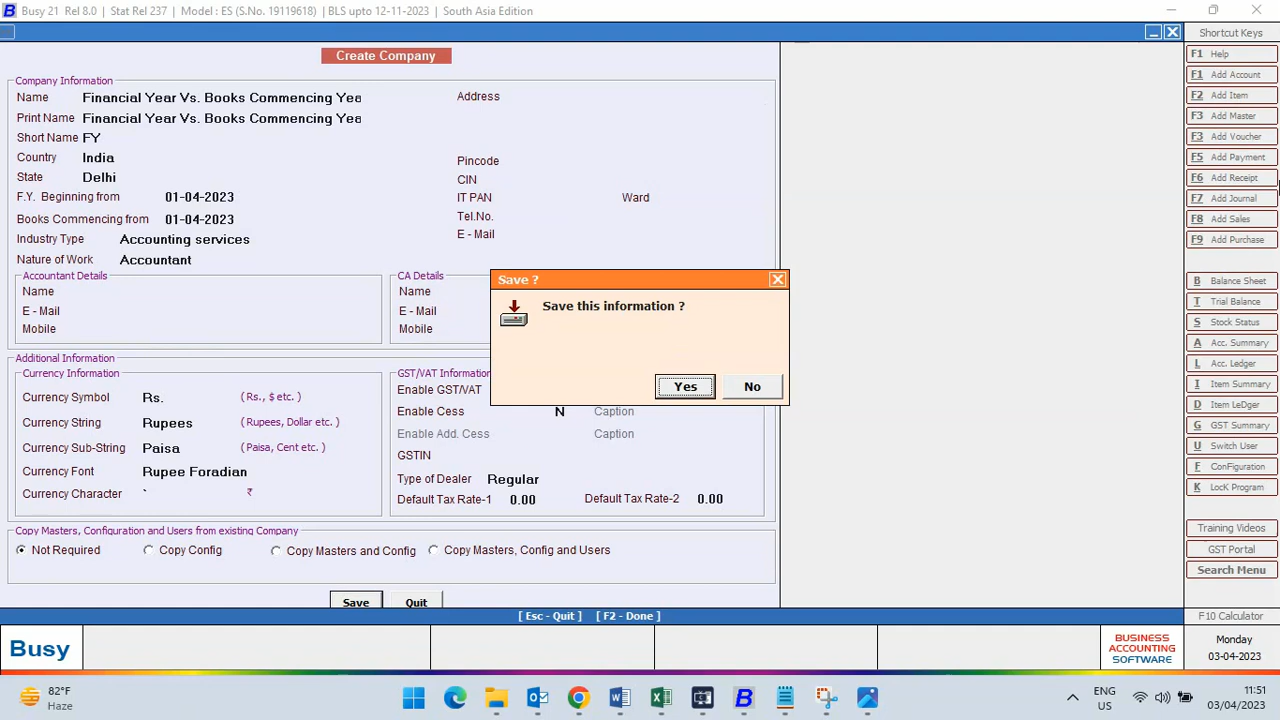 Busy 21 Rel 8.0 | Stat Rel 237 | Model : ES (S.No. 19119618) | BLS upto 12-11-2023 | South Asia Edition
Shortcut Keys
Create Company
Company Information
Name Financial Year Vs. Books Commencing Yea
Print Name Financial Year Vs. Books Commencing Yea
Short Name FY
Country India
State Delhi
F.Y. Beginning from 01-04-2023
Books Commencing from 01-04-2023
Industry Type Accounting services
Nature of Work Accountant
Address
Pincode
CIN
IT PAN Ward
Tel.No.
E - Mail
Accountant Details
Name
E - Mail
Mobile
CA Details
Name
E - Mail
Mobile
Save ?
Save this information ?
Yes No
Additional Information
Currency Information
Currency Symbol Rs. (Rs., $ etc.)
Currency String Rupees (Rupees, Dollar etc.)
Currency Sub-String Paisa (Paisa, Cent etc.)
Currency Font Rupee Foradian
Currency Character ` ₹
GST/VAT Information
Enable GST/VAT
Enable Cess N Caption
Enable Add. Cess Caption
GSTIN
Type of Dealer Regular
Default Tax Rate-1 0.00 Default Tax Rate-2 0.00
Copy Masters, Configuration and Users from existing Company
Not Required Copy Config Copy Masters and Config Copy Masters, Config and Users
Save Quit
[ Esc - Quit ] [ F2 - Done ]
F1 Help
F1 Add Account
F2 Add Item
F3 Add Master
F3 Add Voucher
F5 Add Payment
F6 Add Receipt
F7 Add Journal
F8 Add Sales
F9 Add Purchase
B Balance Sheet
T Trial Balance
S Stock Status
A Acc. Summary
L Acc. Ledger
I Item Summary
D Item LeDger
G GST Summary
U Switch User
F ConFiguration
K LocK Program
Training Videos
GST Portal
Search Menu
F10 Calculator
Busy
BUSINESS
ACCOUNTING
SOFTWARE
Monday
03-04-2023
82°F
Haze
ENG
US
11:51
03/04/2023